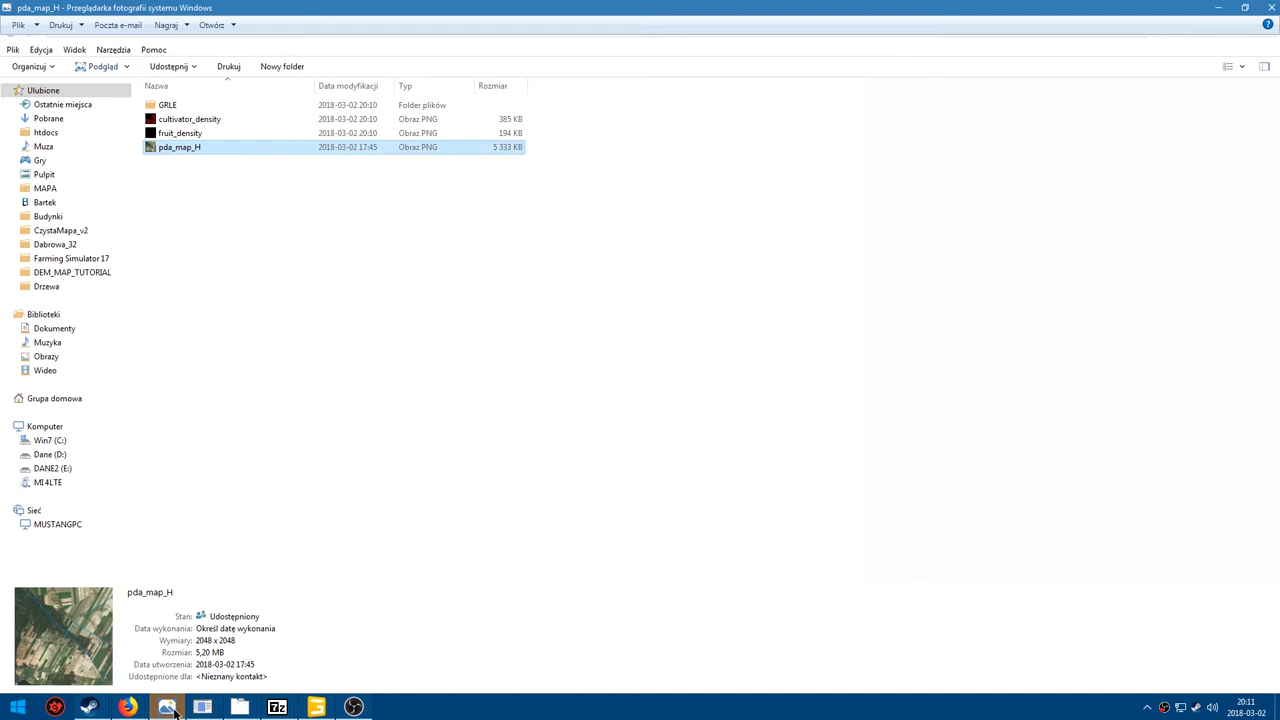 pda_map_H - Przeglądarka fotografii systemu Windows
Plik Drukuj Poczta e-mail Nagraj Otwórz
Plik Edycja Widok Narzędzia Pomoc
Organizuj Podgląd Udostępnij Drukuj New folder
Nazwa Data modyfikacji Typ Rozmiar
Ulubione
Ostatnie miejsca
Pobrane
htdocs
Muza
Gry
Pulpit
MAPA
Bartek
Budynki
CzystaMapa_v2
Dabrowa_32
Farming Simulator 17
DEM_MAP_TUTORIAL
Drzewa
Biblioteki
Dokumenty
Muzyka
Obrazy
Wideo
Grupa domowa
Komputer
Win7 (C:)
Dane (D:)
DANE2 (E:)
MI4LTE
Sieć
MUSTANGPC
GRLE 2018-03-02 20:10 Folder plików
cultivator_density 2018-03-02 20:10 Obraz PNG 385 KB
fruit_density 2018-03-02 20:10 Obraz PNG 194 KB
pda_map_H 2018-03-02 17:45 Obraz PNG 5 333 KB
pda_map_H
Stan: Udostępniony
Data wykonania: Określ datę wykonania
Wymiary: 2048 x 2048
Rozmiar: 5,20 MB
Data utworzenia: 2018-03-02 17:45
Udostępnione dla: <Nieznany kontakt>
7z
20:11
2018-03-02